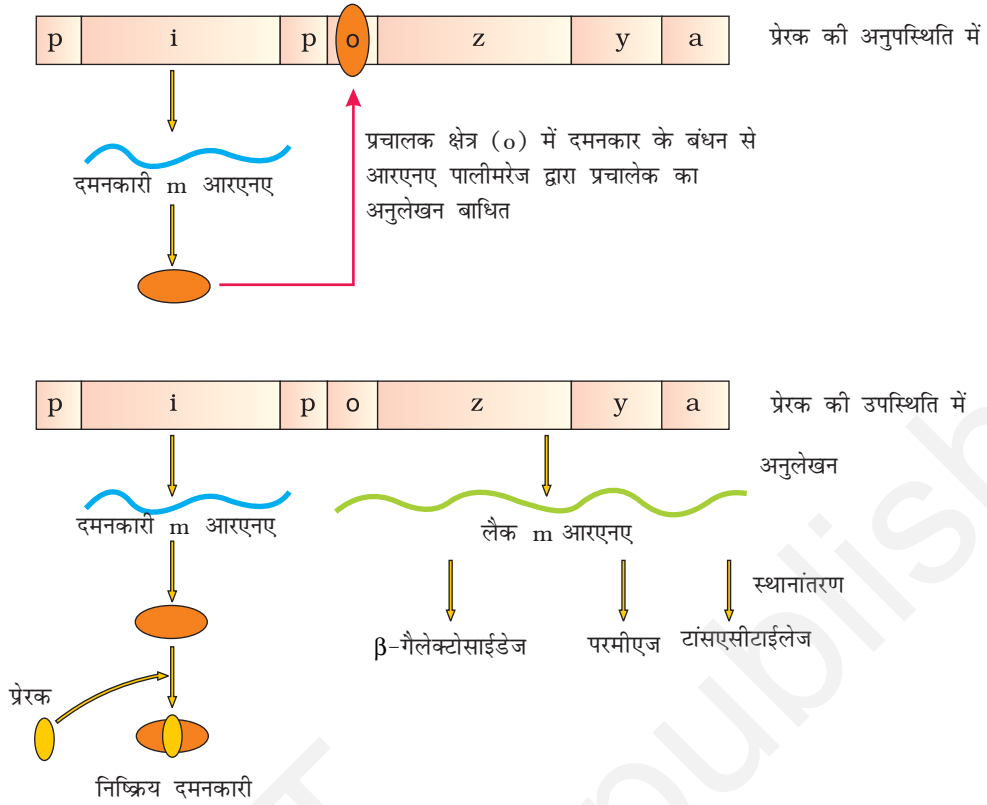 p i p o z y a प्रेरक की अनुपस्थिति में
प्रचालक क्षेत्र (o) में दमनकार के बंधन से
आरएनए पालीमरेज द्वारा प्रचालेक का
अनुलेखन बाधित
दमनकारी m आरएनए
p i p o z y a प्रेरक की उपस्थिति में
अनुलेखन
दमनकारी m आरएनए
लैक m आरएनए
स्थानांतरण
β-गैलेक्टोसाईडेज परमीएज टांसएसीटाईलेज
प्रेरक
निष्क्रिय दमनकारी